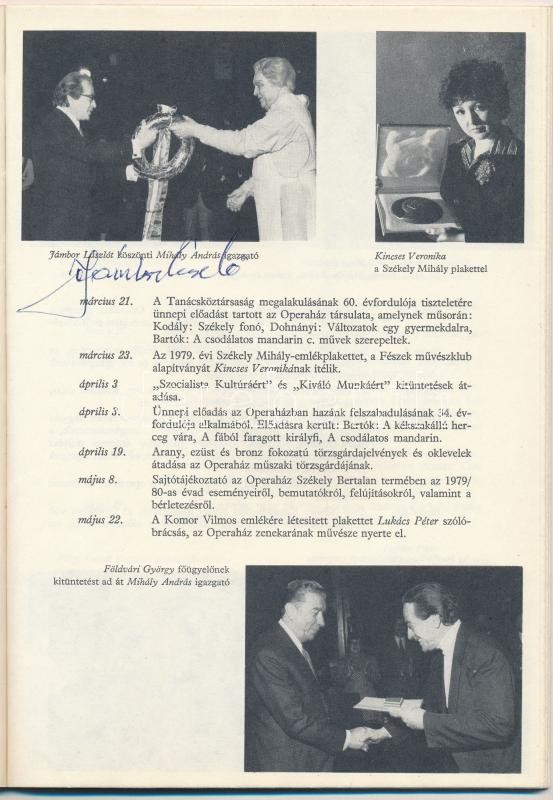 Jámbor Lászlót köszönti Mihály András igazgató
Kincses Veronika
a Székely Mihály plakettel
Jámbor László
március 21. A Tanácsköztársaság megalakulásának 60. évfordulója tiszteletére
ünnepi előadást tartott az Operaház társulata, amelynek műsorán:
Kodály: Székely fonó, Dohnányi: Változatok egy gyermekdalra,
Bartók: A csodálatos mandarin c. művek szerepeltek.
március 23. Az 1979. évi Székely Mihály-emlékplakettet, a Fészek művészklub
alapítványát Kincses Veronikának ítélik.
április 3 „Szocialista Kultúráért” és „Kiváló Munkáért” kitüntetések át-
adása.
április 3. Ünnepi előadás az Operaházban hazánk felszabadulásának 34. év-
fordulója alkalmából. Előadásra került: Bartók: A kékszakállú her-
ceg vára, A fából faragott királyfi, A csodálatos mandarin.
április 19. Arany, ezüst és bronz fokozatú törzsgárdajelvények és oklevelek
átadása az Operaház műszaki törzsgárdájának.
május 8. Sajtótájékoztató az Operaház Székely Bertalan termében az 1979/
80-as évad eseményeiről, bemutatókról, felújításokról, valamint a
bérletezésről.
május 22. A Komor Vilmos emlékére létesített plakettet Lukács Péter szóló-
brácsás, az Operaház zenekarának művésze nyerte el.
Földvári György főügyelőnek
kitüntetést ad át Mihály András igazgató